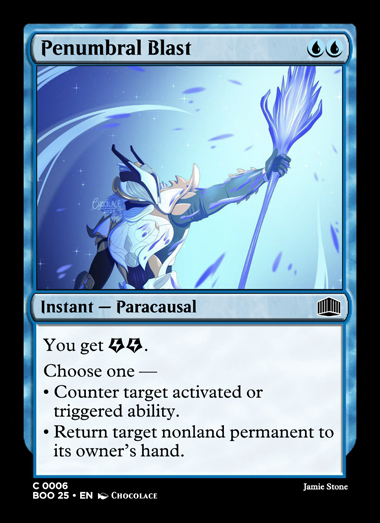 Penumbral Blast
CHOCOLACE
Instant — Paracausal
You get.
Choose one —
• Counter target activated or
triggered ability.
• Return target nonland permanent to
its owner's hand.
C 0006
BOO 25 • EN CHOCOLACE
Jamie Stone